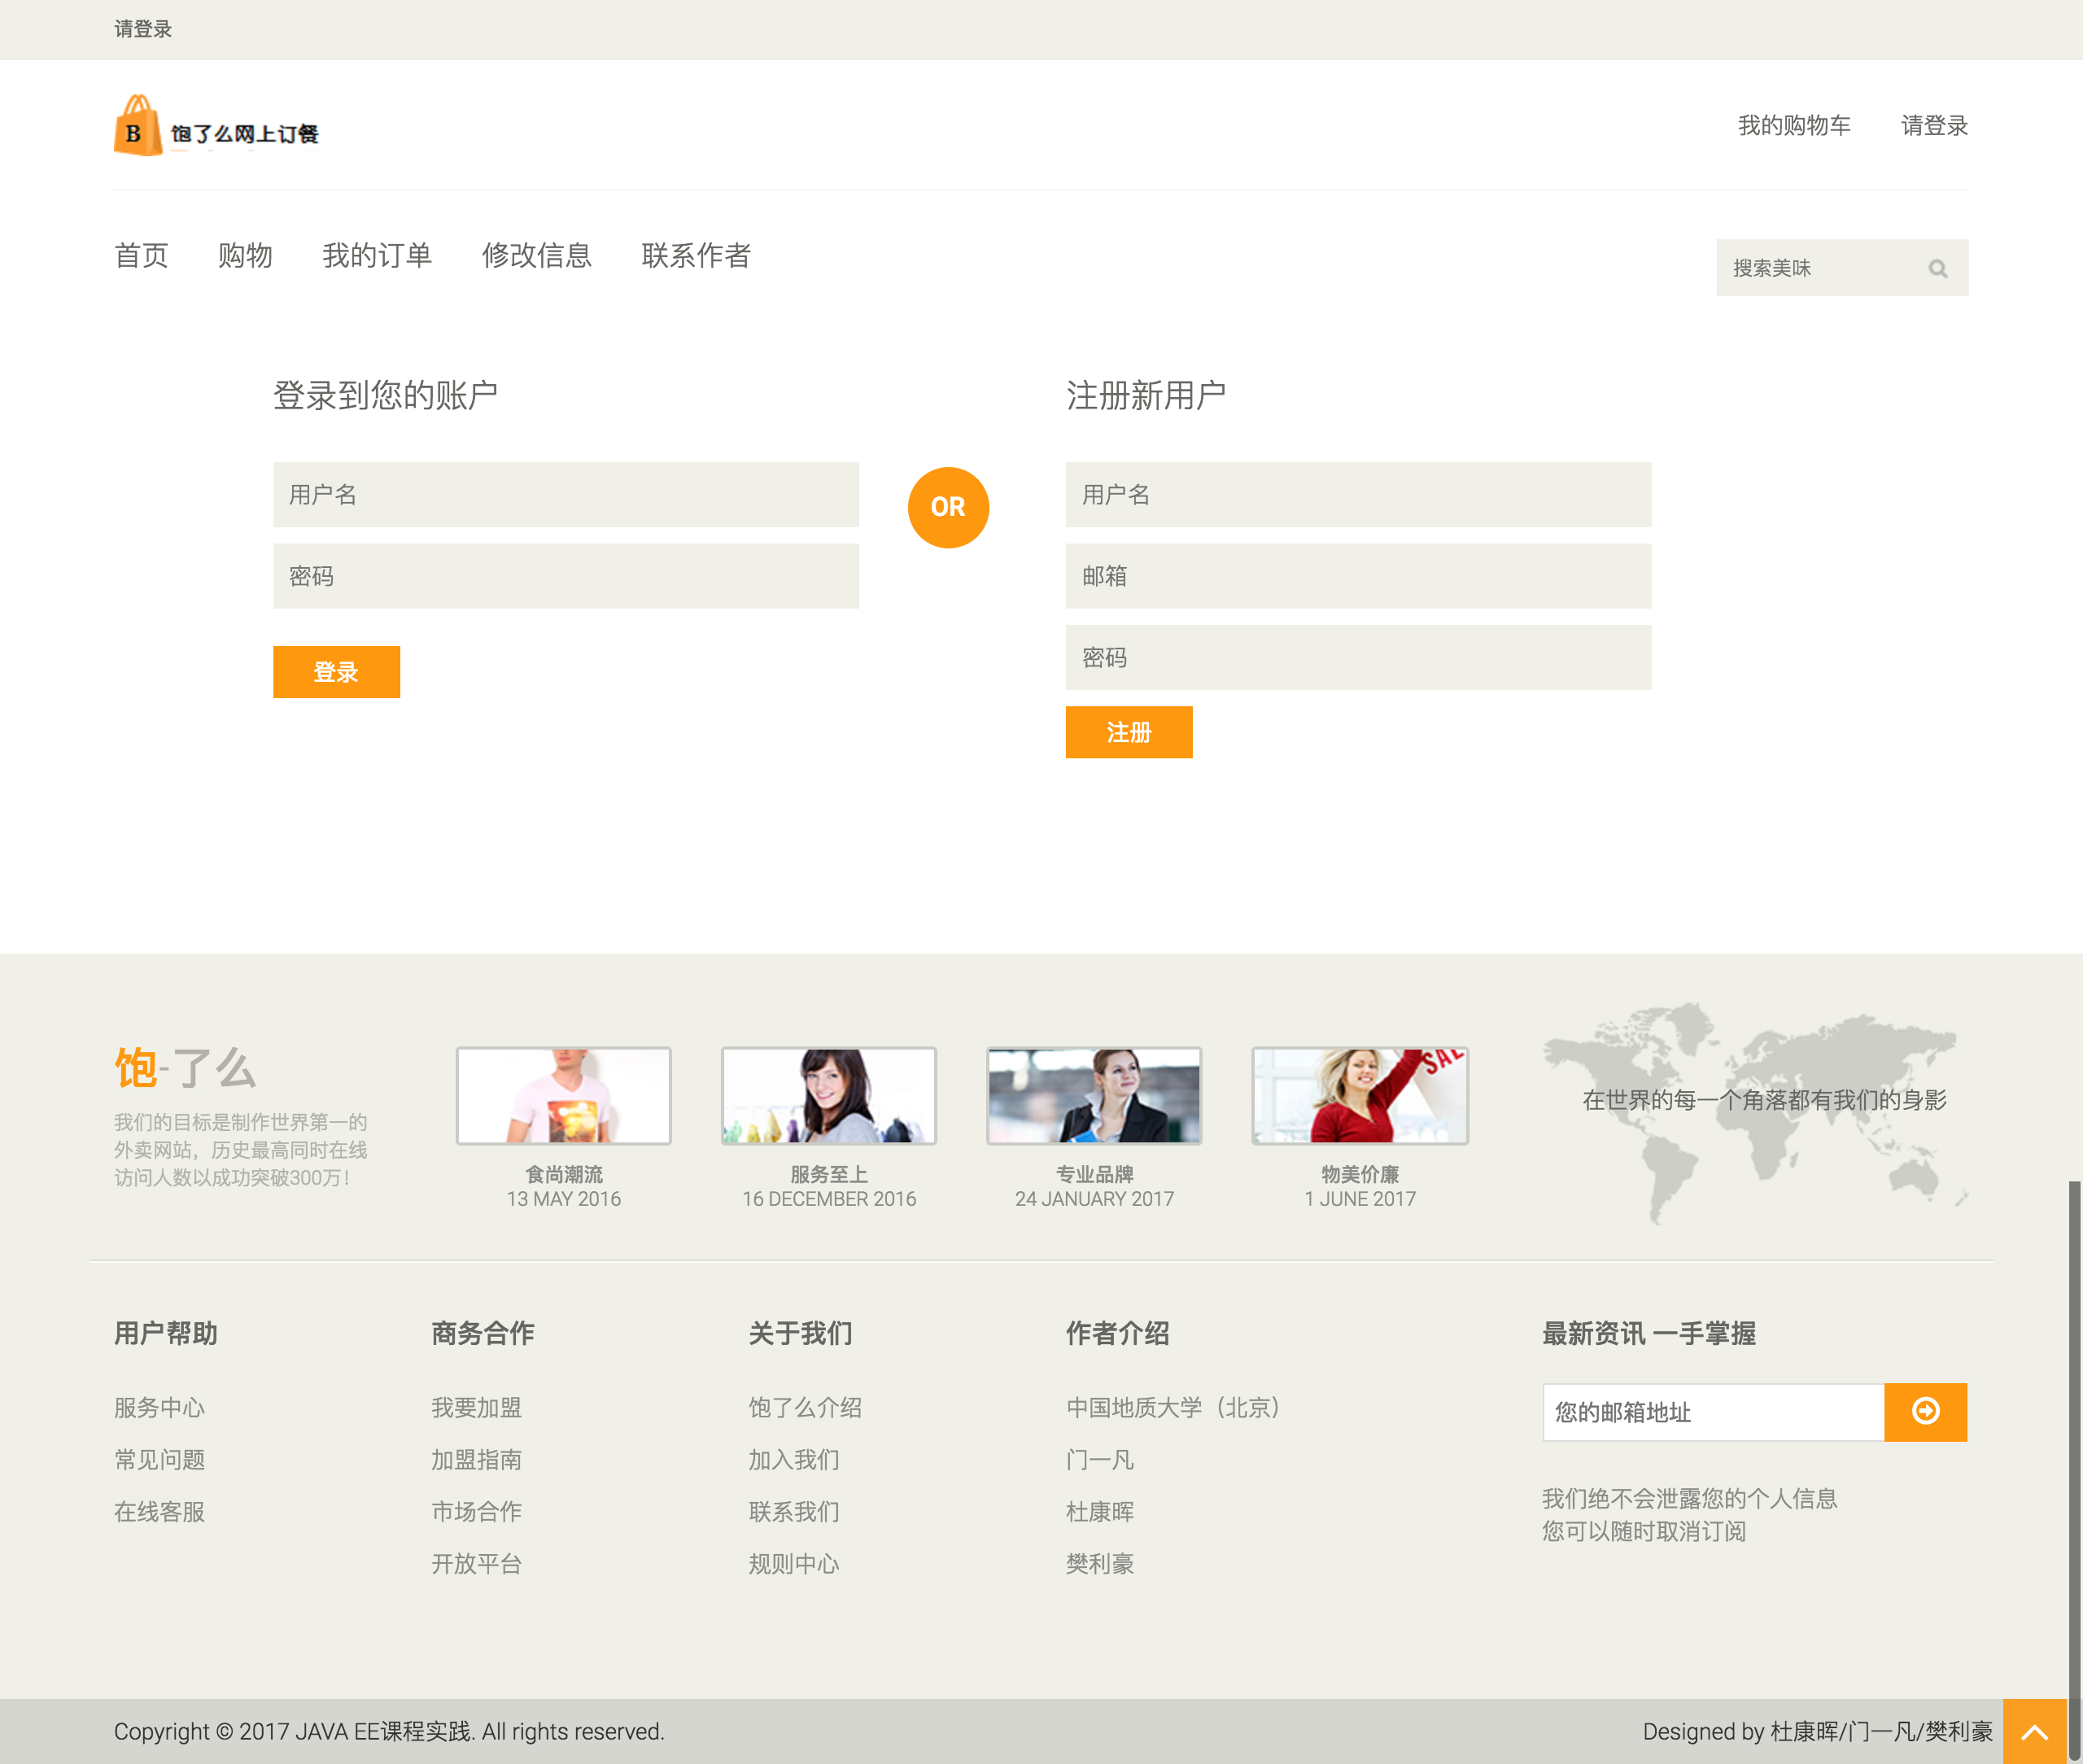 请登录
B 饱了么网上订餐
我的购物车 请登录
首页 购物 我的订单 修改信息 联系作者
搜索美味
登录到您的账户
用户名
密码
登录
OR
注册新用户
用户名
邮箱
密码
注册
饱-了么
我们的目标是制作世界第一的
外卖网站，历史最高同时在线
访问人数以成功突破300万！
食尚潮流
13 MAY 2016
服务至上
16 DECEMBER 2016
专业品牌
24 JANUARY 2017
SAL
物美价廉
1 JUNE 2017
在世界的每一个角落都有我们的身影
用户帮助
服务中心
常见问题
在线客服
商务合作
我要加盟
加盟指南
市场合作
开放平台
关于我们
饱了么介绍
加入我们
联系我们
规则中心
作者介绍
中国地质大学（北京）
门一凡
杜康晖
樊利豪
最新资讯 一手掌握
您的邮箱地址
我们绝不会泄露您的个人信息
您可以随时取消订阅
Copyright © 2017 JAVA EE课程实践. All rights reserved.
Designed by 杜康晖/门一凡/樊利豪